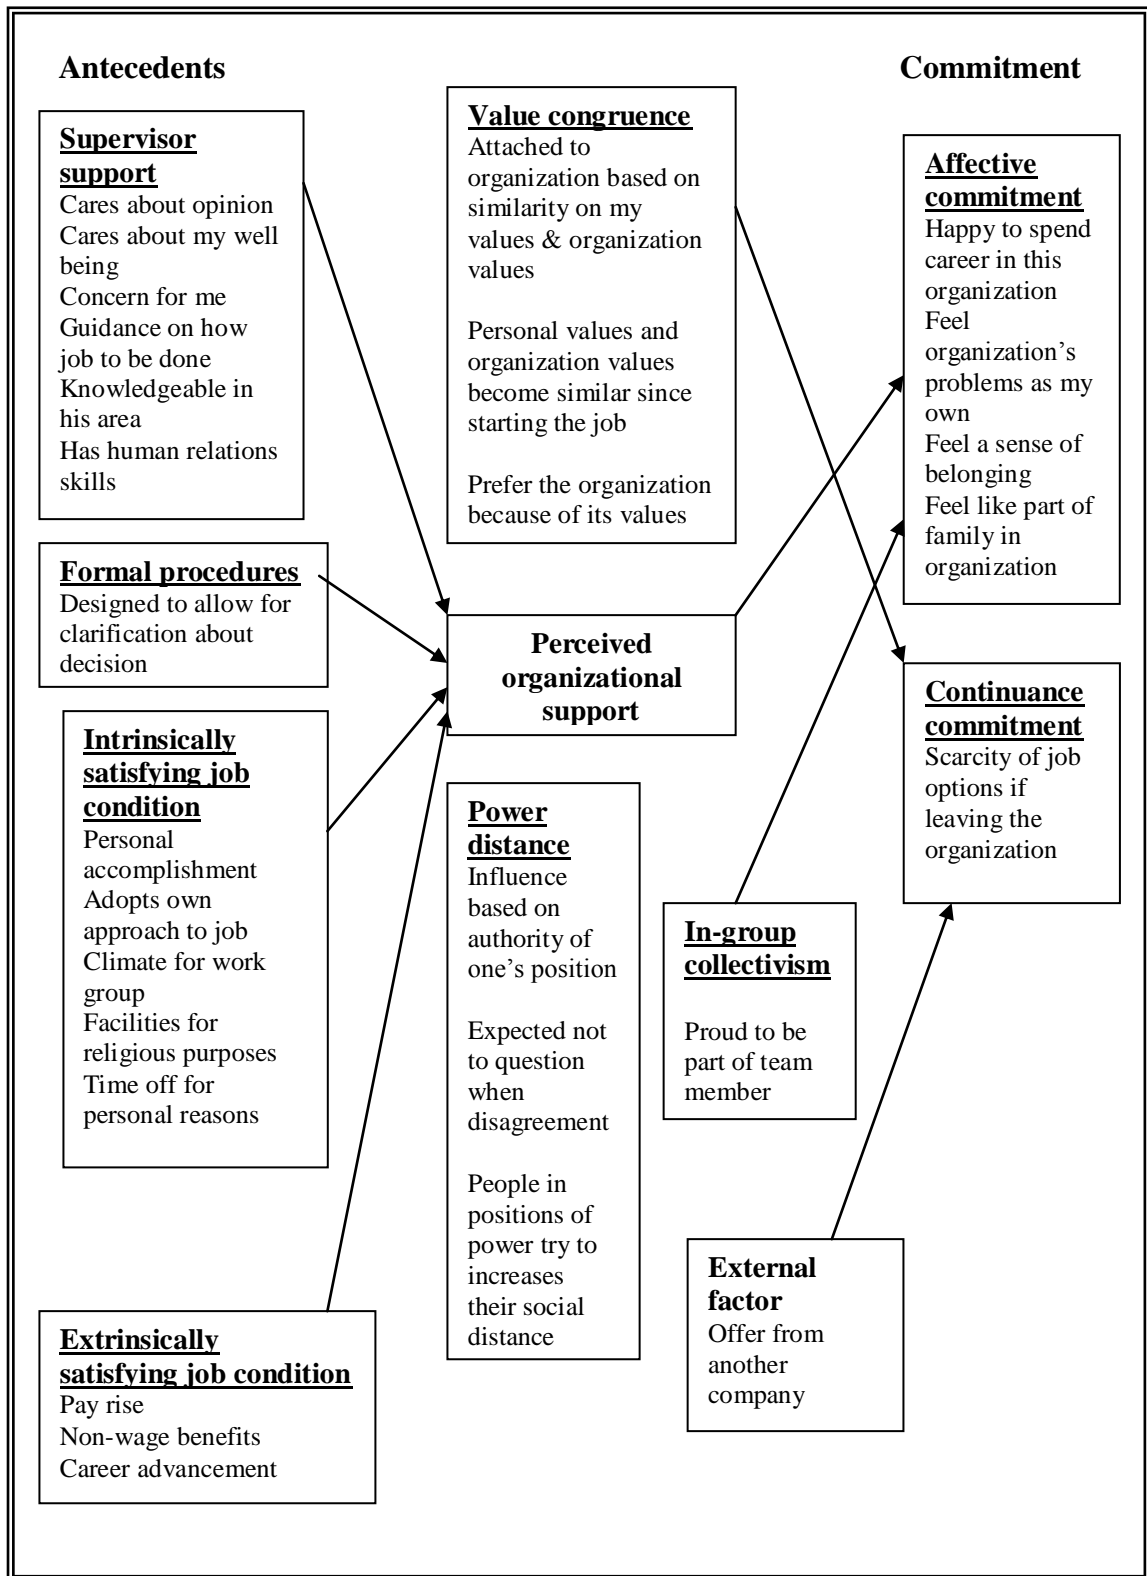 Antecedents
Commitment
Supervisor
support
Cares about opinion
Cares about my well
being
Concern for me
Guidance on how
job to be done
Knowledgeable in
his area
Has human relations
skills
Formal procedures
Designed to allow for
clarification about
decision
Intrinsically
satisfying job
condition
Personal
accomplishment
Adopts own
approach to job
Climate for work
group
Facilities for
religious purposes
Time off for
personal reasons
Extrinsically
satisfying job condition
Pay rise
Non-wage benefits
Career advancement
Value congruence
Attached to
organization based on
similarity on my
values & organization
values
Personal values and
organization values
become similar since
starting the job
Prefer the organization
because of its values
Perceived
organizational
support
Power
distance
Influence
based on
authority of
one’s position
Expected not
to question
when
disagreement
People in
positions of
power try to
increases
their social
distance
In-group
collectivism
Proud to be
part of team
member
External
factor
Offer from
another
company
Affective
commitment
Happy to spend
career in this
organization
Feel
organization’s
problems as my
own
Feel a sense of
belonging
Feel like part of
family in
organization
Continuance
commitment
Scarcity of job
options if
leaving the
organization